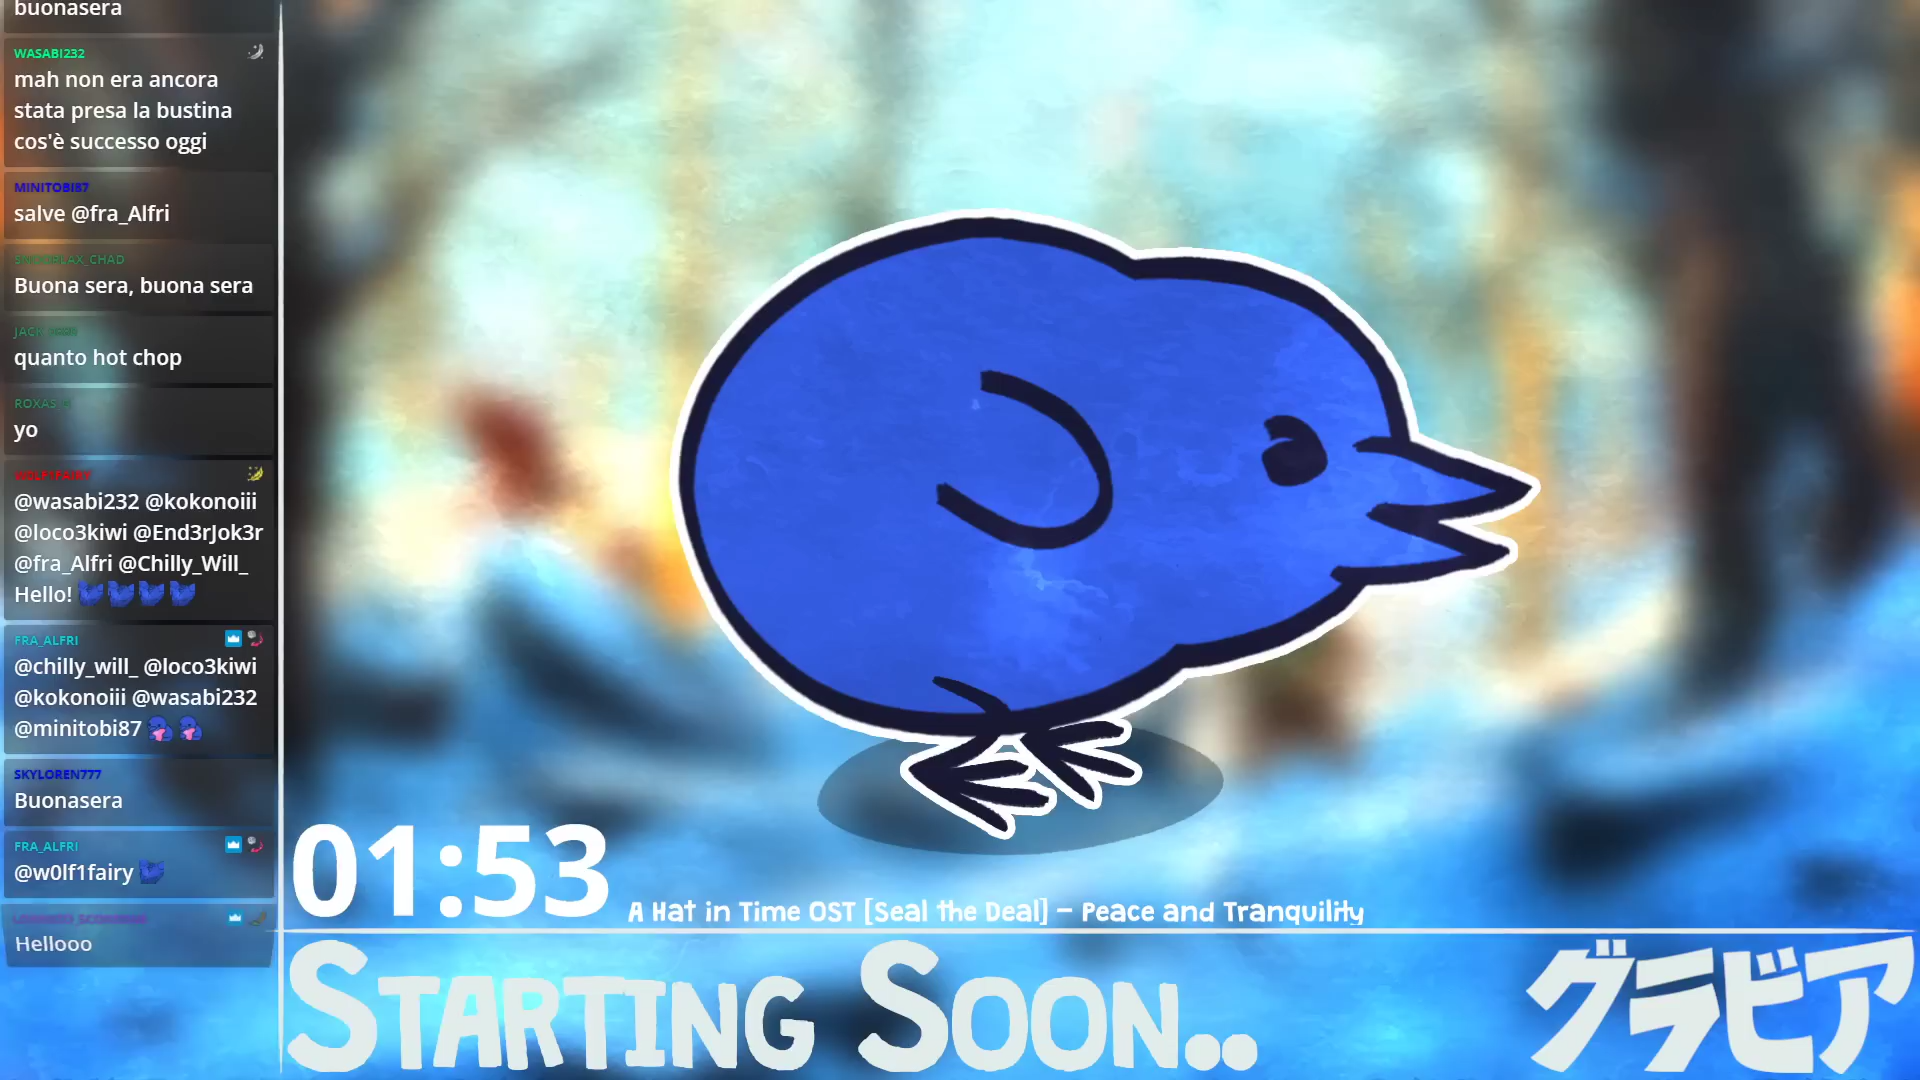 buonasera
WASABI232
mah non era ancora
stata presa la bustina
cos'è successo oggi
MINITOBI87
salve @fra_Alfri
Buona sera, buona sera
quanto hot chop
yo
W0LF1FAIRY
@wasabi232 @kokonoiii
@loco3kiwi @End3rJok3r
@fra_Alfri @Chilly_Will_
Hello!
FRA_ALFRI
@chilly_will_ @loco3kiwi
@kokonoiii @wasabi232
@minitobi87
SKYLOREN777
Buonasera
FRA_ALFRI
@w0lf1fairy
Hellooo
01:53
A Hat in Time OST [Seal the Deal] - Peace and Tranquility
STARTING SOON..
グラビア